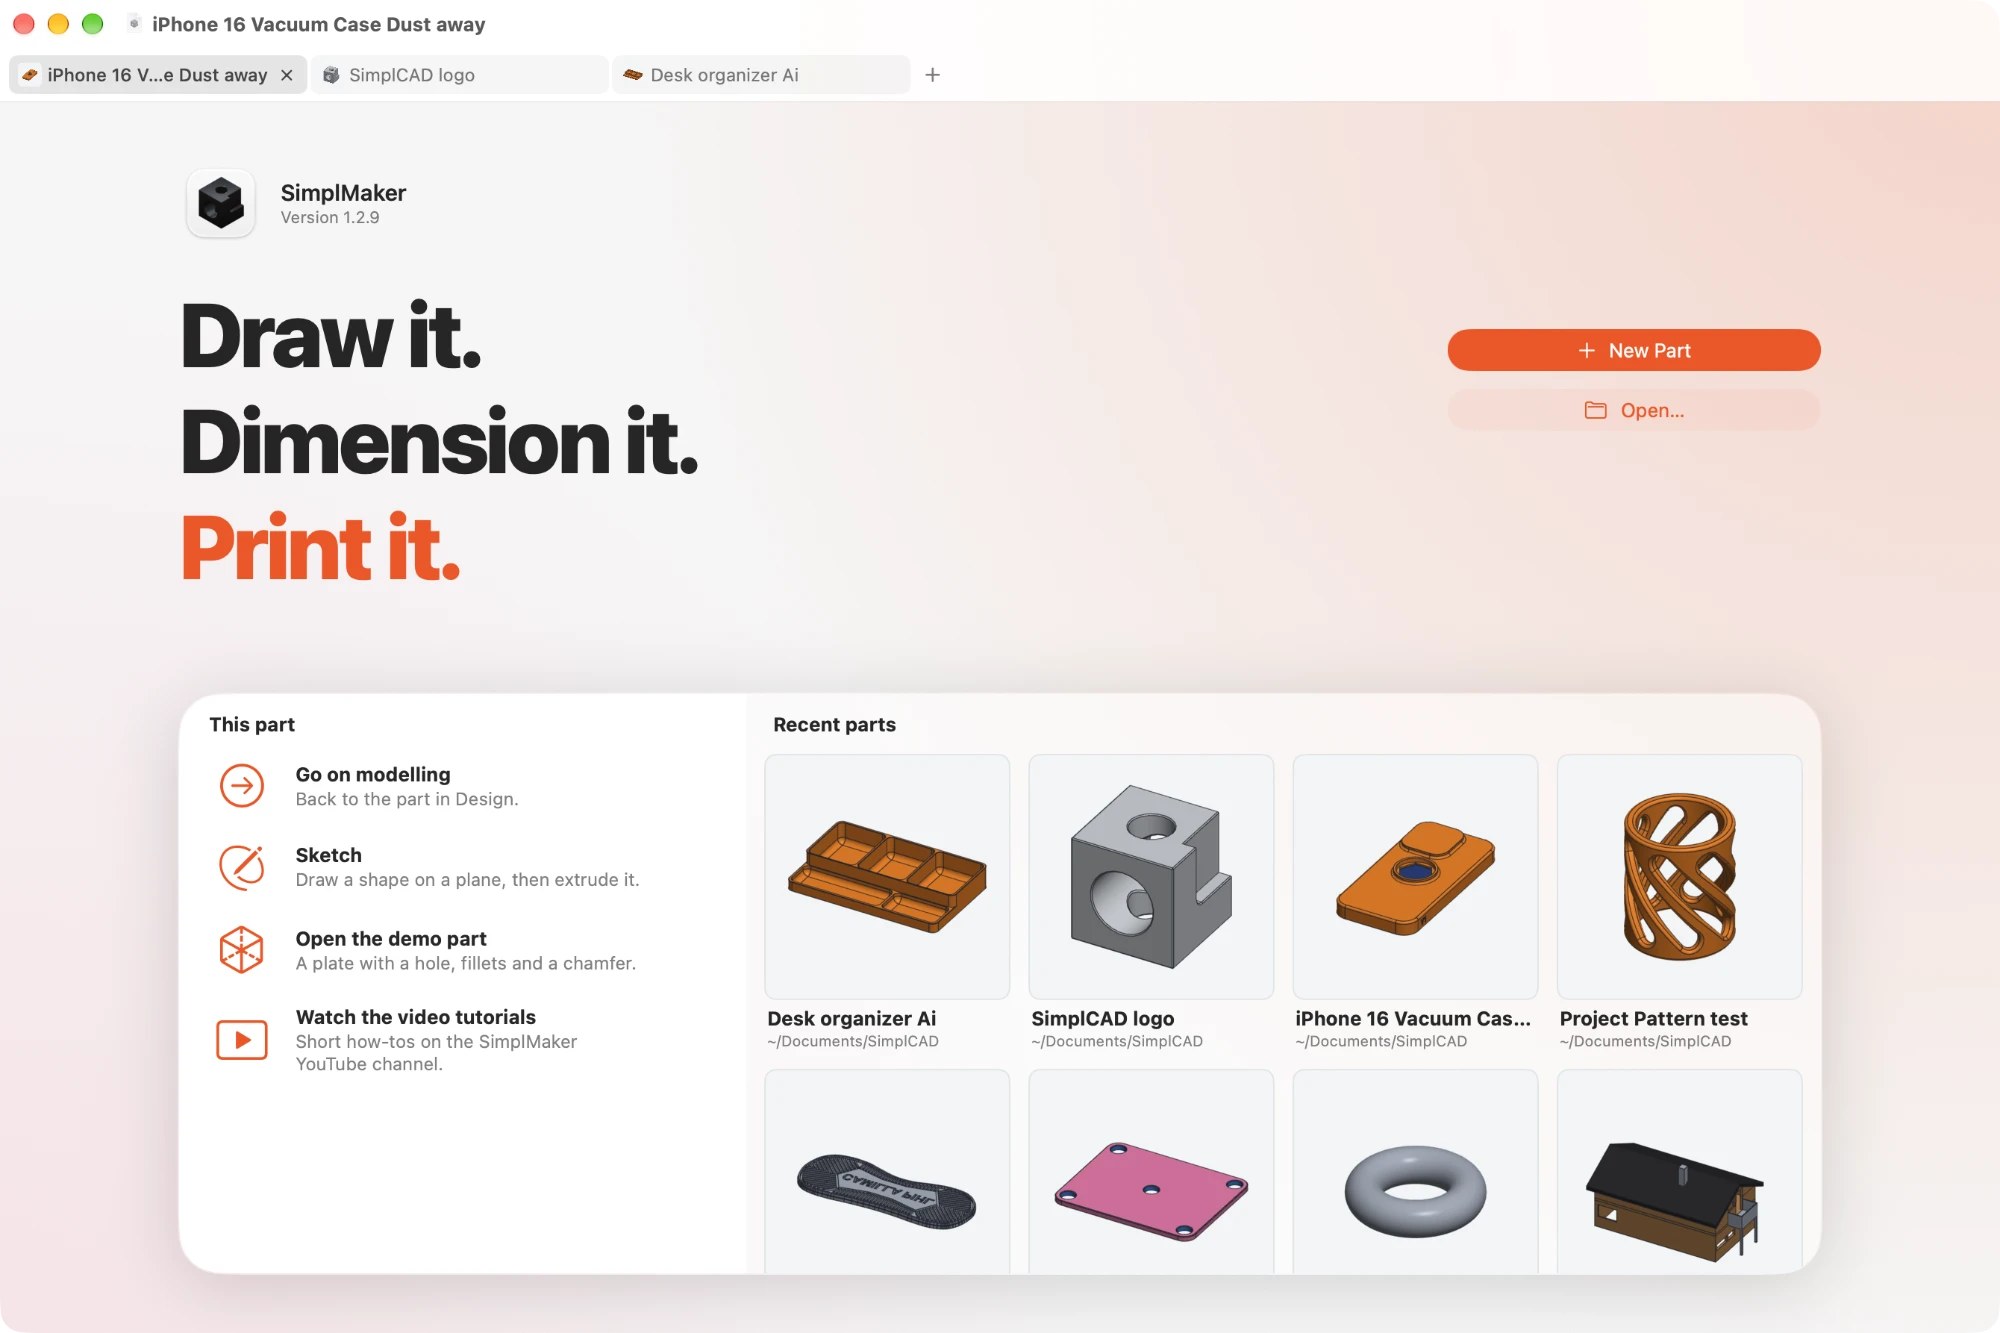 iPhone 16 Vacuum Case Dust away
iPhone 16 V...e Dust away
SimplCAD logo
Desk organizer Ai
SimplMaker
Version 1.2.9
Draw it.
Dimension it.
Print it.
New Part
Open...
This part
Go on modelling
Back to the part in Design.
Sketch
Draw a shape on a plane, then extrude it.
Open the demo part
A plate with a hole, fillets and a chamfer.
Watch the video tutorials
Short how-tos on the SimplMaker
YouTube channel.
Recent parts
Desk organizer Ai
~/Documents/SimplCAD
SimplCAD logo
~/Documents/SimplCAD
iPhone 16 Vacuum Cas...
~/Documents/SimplCAD
Project Pattern test
~/Documents/SimplCAD
CAMILLA PIHL